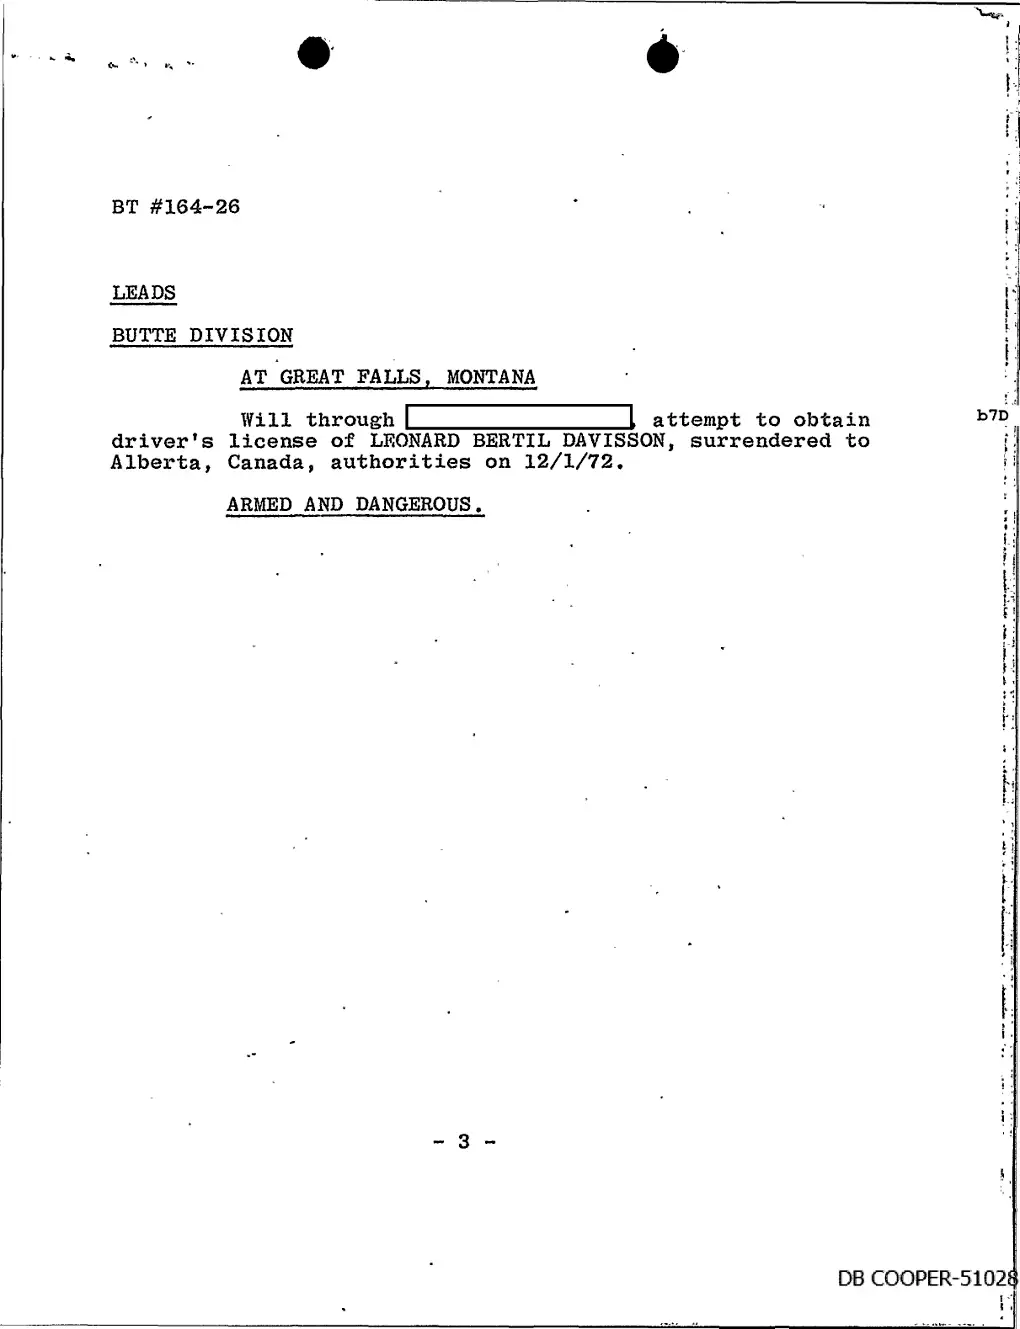 BT #164-26
LEADS
BUTTE DIVISION
AT GREAT FALLS, MONTANA
Will through , attempt to obtain
b7D
driver's license of LEONARD BERTIL DAVISSON, surrendered to
Alberta, Canada, authorities on 12/1/72.
ARMED AND DANGEROUS.
- 3 -
DB COOPER-51028